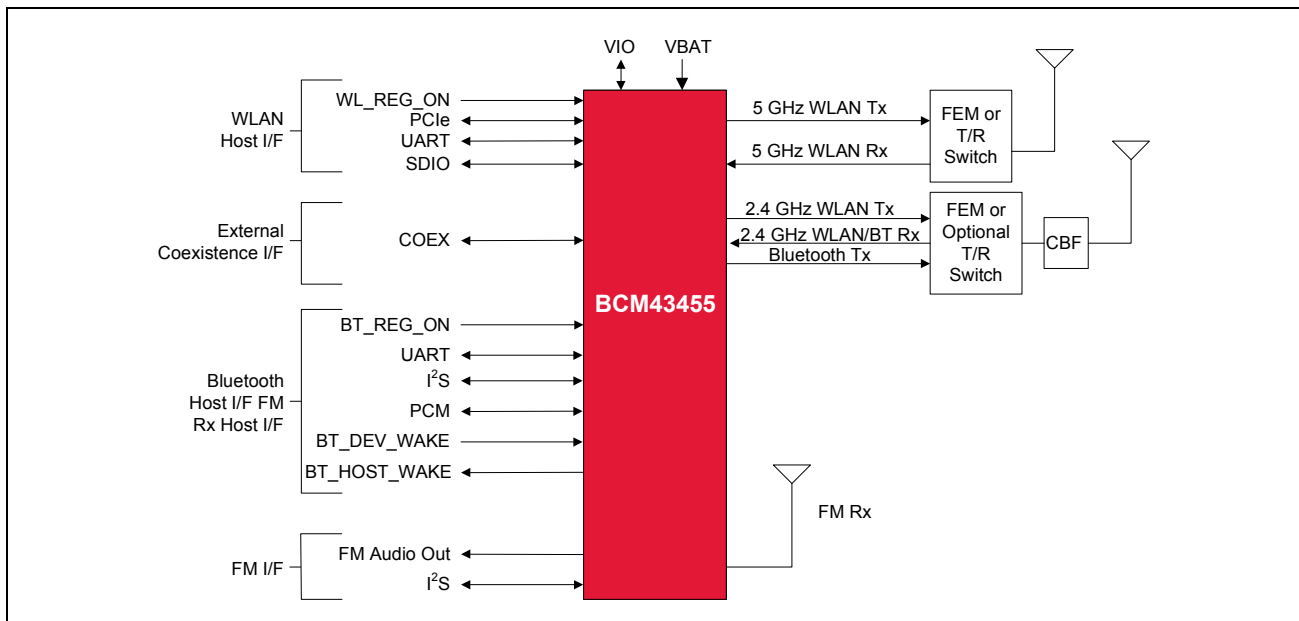 VIO
VBAT
WLAN
Host I/F
WL_REG_ON
PCIe
UART
SDIO
External
Coexistence I/F
COEX
Bluetooth
Host I/F FM
Rx Host I/F
BT_REG_ON
UART
I²S
PCM
BT_DEV_WAKE
BT_HOST_WAKE
FM I/F
FM Audio Out
I²S
BCM43455
5 GHz WLAN Tx
5 GHz WLAN Rx
FEM or
T/R
Switch
2.4 GHz WLAN Tx
2.4 GHz WLAN/BT Rx
Bluetooth Tx
FEM or
Optional
T/R
Switch
CBF
FM Rx